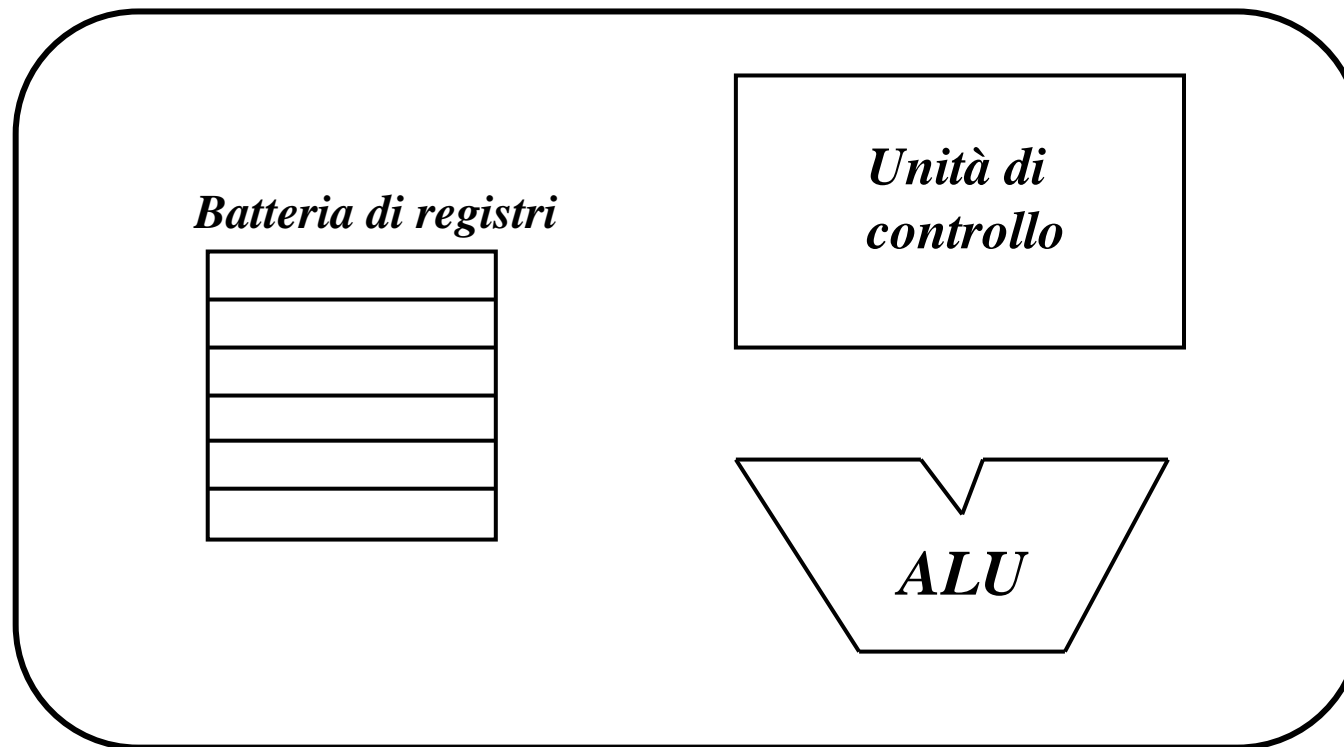 Batteria di registri
Unità di
controllo
ALU